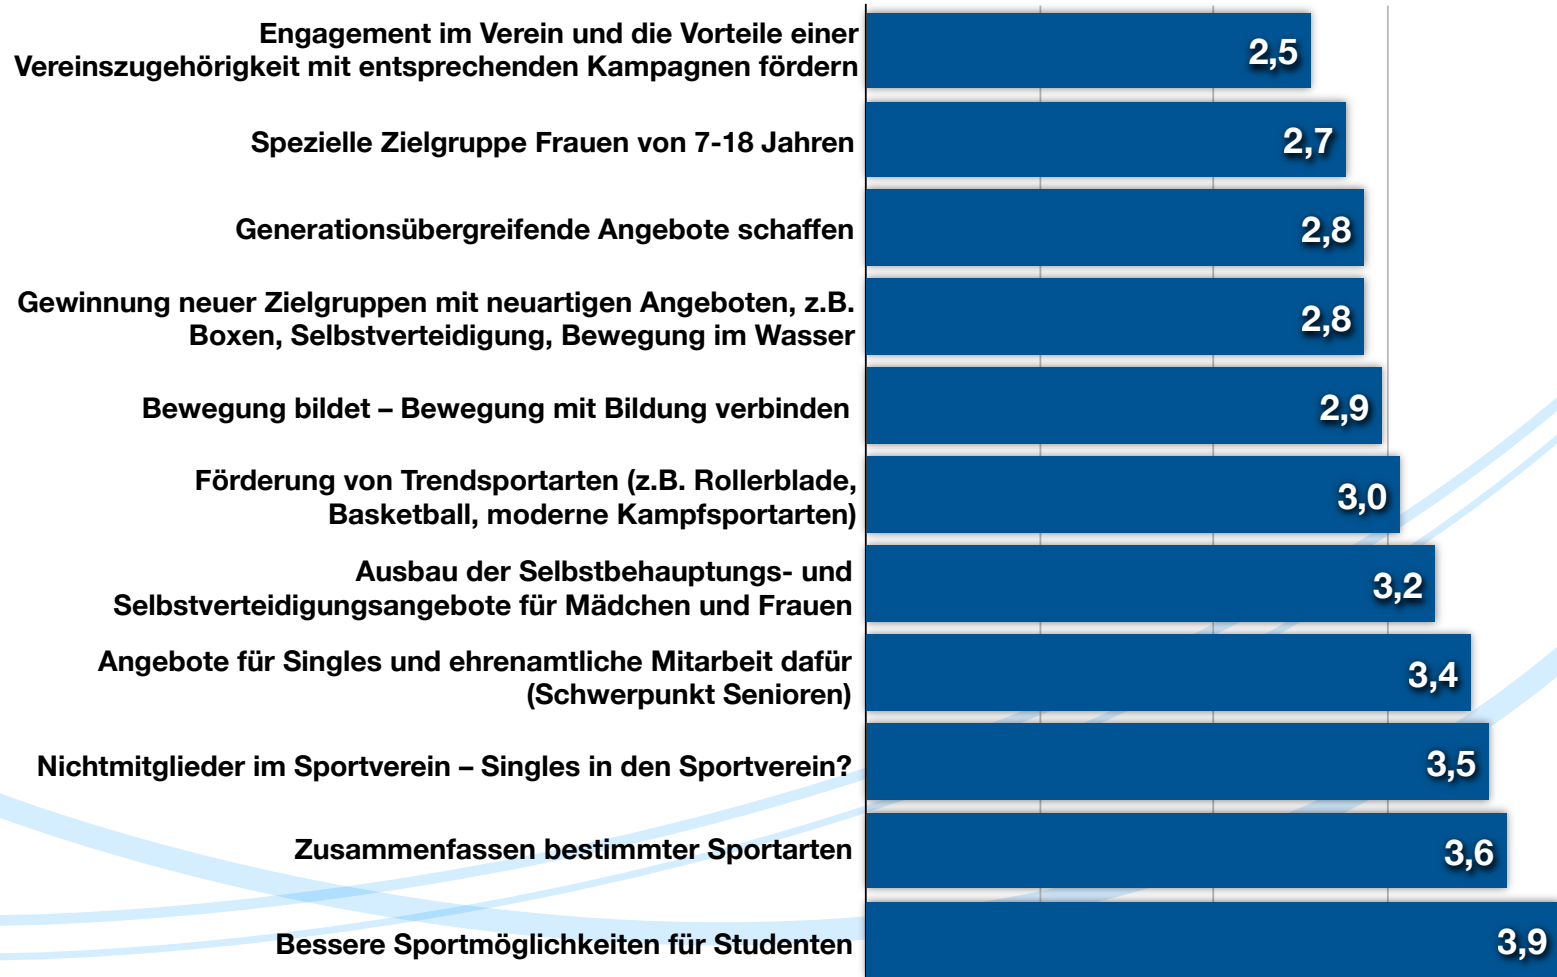 Engagement im Verein und die Vorteile einer
Vereinszugehörigkeit mit entsprechenden Kampagnen fördern
2,5
Spezielle Zielgruppe Frauen von 7-18 Jahren
2,7
Generationsübergreifende Angebote schaffen
2,8
Gewinnung neuer Zielgruppen mit neuartigen Angeboten, z.B.
Boxen, Selbstverteidigung, Bewegung im Wasser
2,8
Bewegung bildet – Bewegung mit Bildung verbinden
2,9
Förderung von Trendsportarten (z.B. Rollerblade,
Basketball, moderne Kampfsportarten)
3,0
Ausbau der Selbstbehauptungs- und
Selbstverteidigungsangebote für Mädchen und Frauen
3,2
Angebote für Singles und ehrenamtliche Mitarbeit dafür
(Schwerpunkt Senioren)
3,4
Nichtmitglieder im Sportverein – Singles in den Sportverein?
3,5
Zusammenfassen bestimmter Sportarten
3,6
Bessere Sportmöglichkeiten für Studenten
3,9